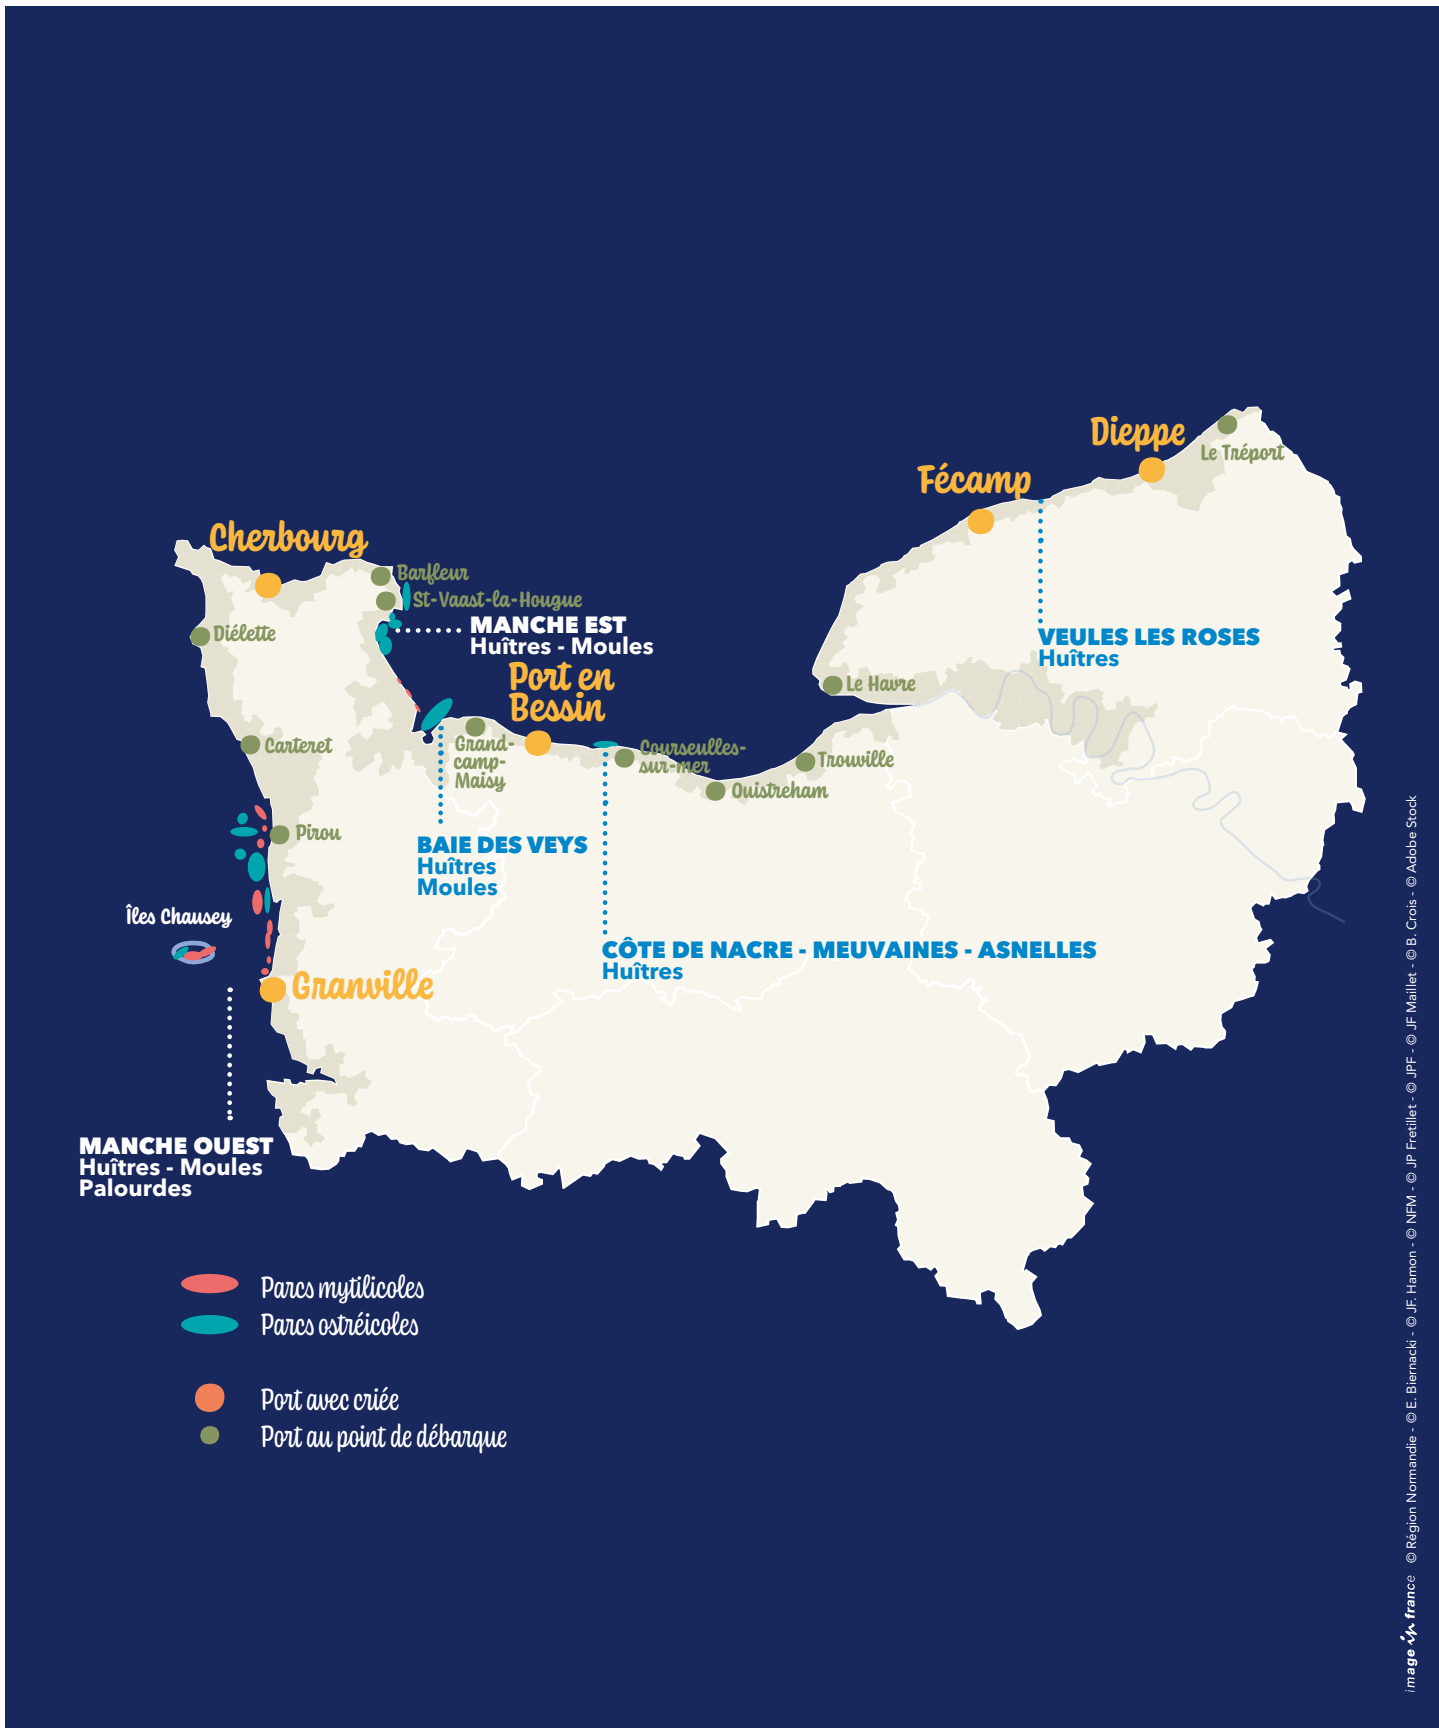 Dieppe
Le Tréport
Fécamp
Cherbourg
Barfleur
St-Vaast-la-Hougue
MANCHE EST
Huîtres - Moules
Diélette
VEULES LES ROSES
Huîtres
Port en
Bessin
Le Havre
Carteret
Grand-
camp-
Maisy
Courseulles-
sur-mer
Trouville
Ouistreham
Pirou
BAIE DES VEYS
Huîtres
Moules
Îles Chausey
CÔTE DE NACRE - MEUVAINES - ASNELLES
Huîtres
Granville
MANCHE OUEST
Huîtres - Moules
Palourdes
Parcs mytilicoles
Parcs ostréicoles
Port avec criée
Port au point de débarque
image in france © Région Normandie - © E. Biernacki - © JF. Hamon - © NFM - © JP Fretillet - © JPF - © JF Maillet - © B. Crois - © Adobe Stock